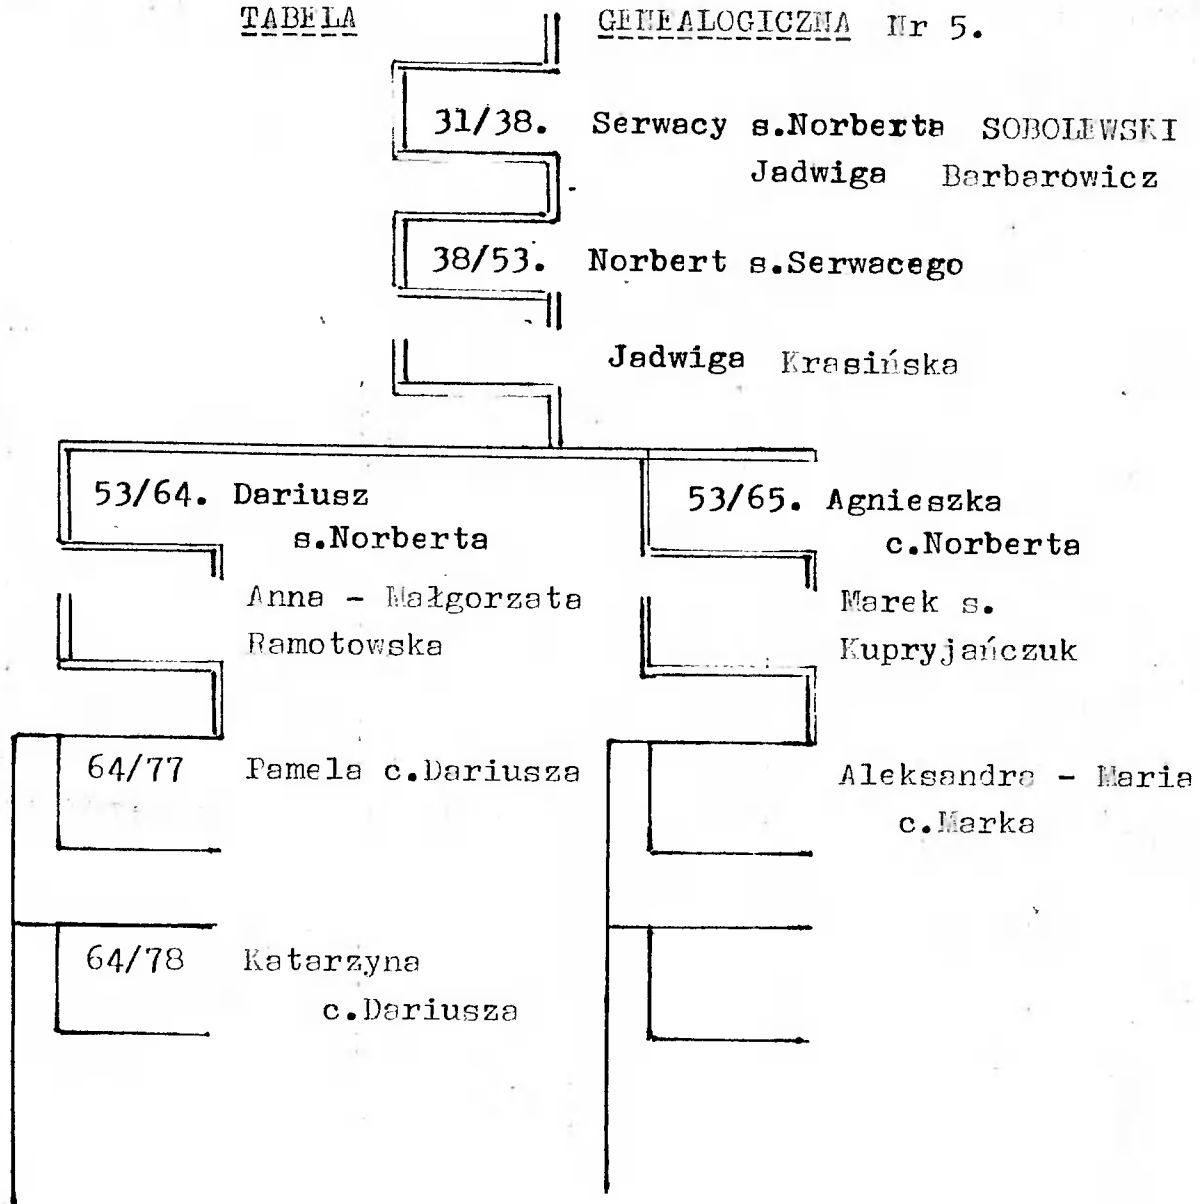 TABELA GENEALOGICZNA Nr 5.
31/38. Serwacy s.Norberta SOBOLEWSKI
Jadwiga Barbarowicz
38/53. Norbert s.Serwacego
Jadwiga Krasińska
53/64. Dariusz
s.Norberta
Anna - Małgorzata
Ramotowska
53/65. Agnieszka
c.Norberta
Marek s.
Kupryjańczuk
64/77 Pamela c.Dariusza
Aleksandra - Maria
c.Marka
64/78 Katarzyna
c.Dariusza